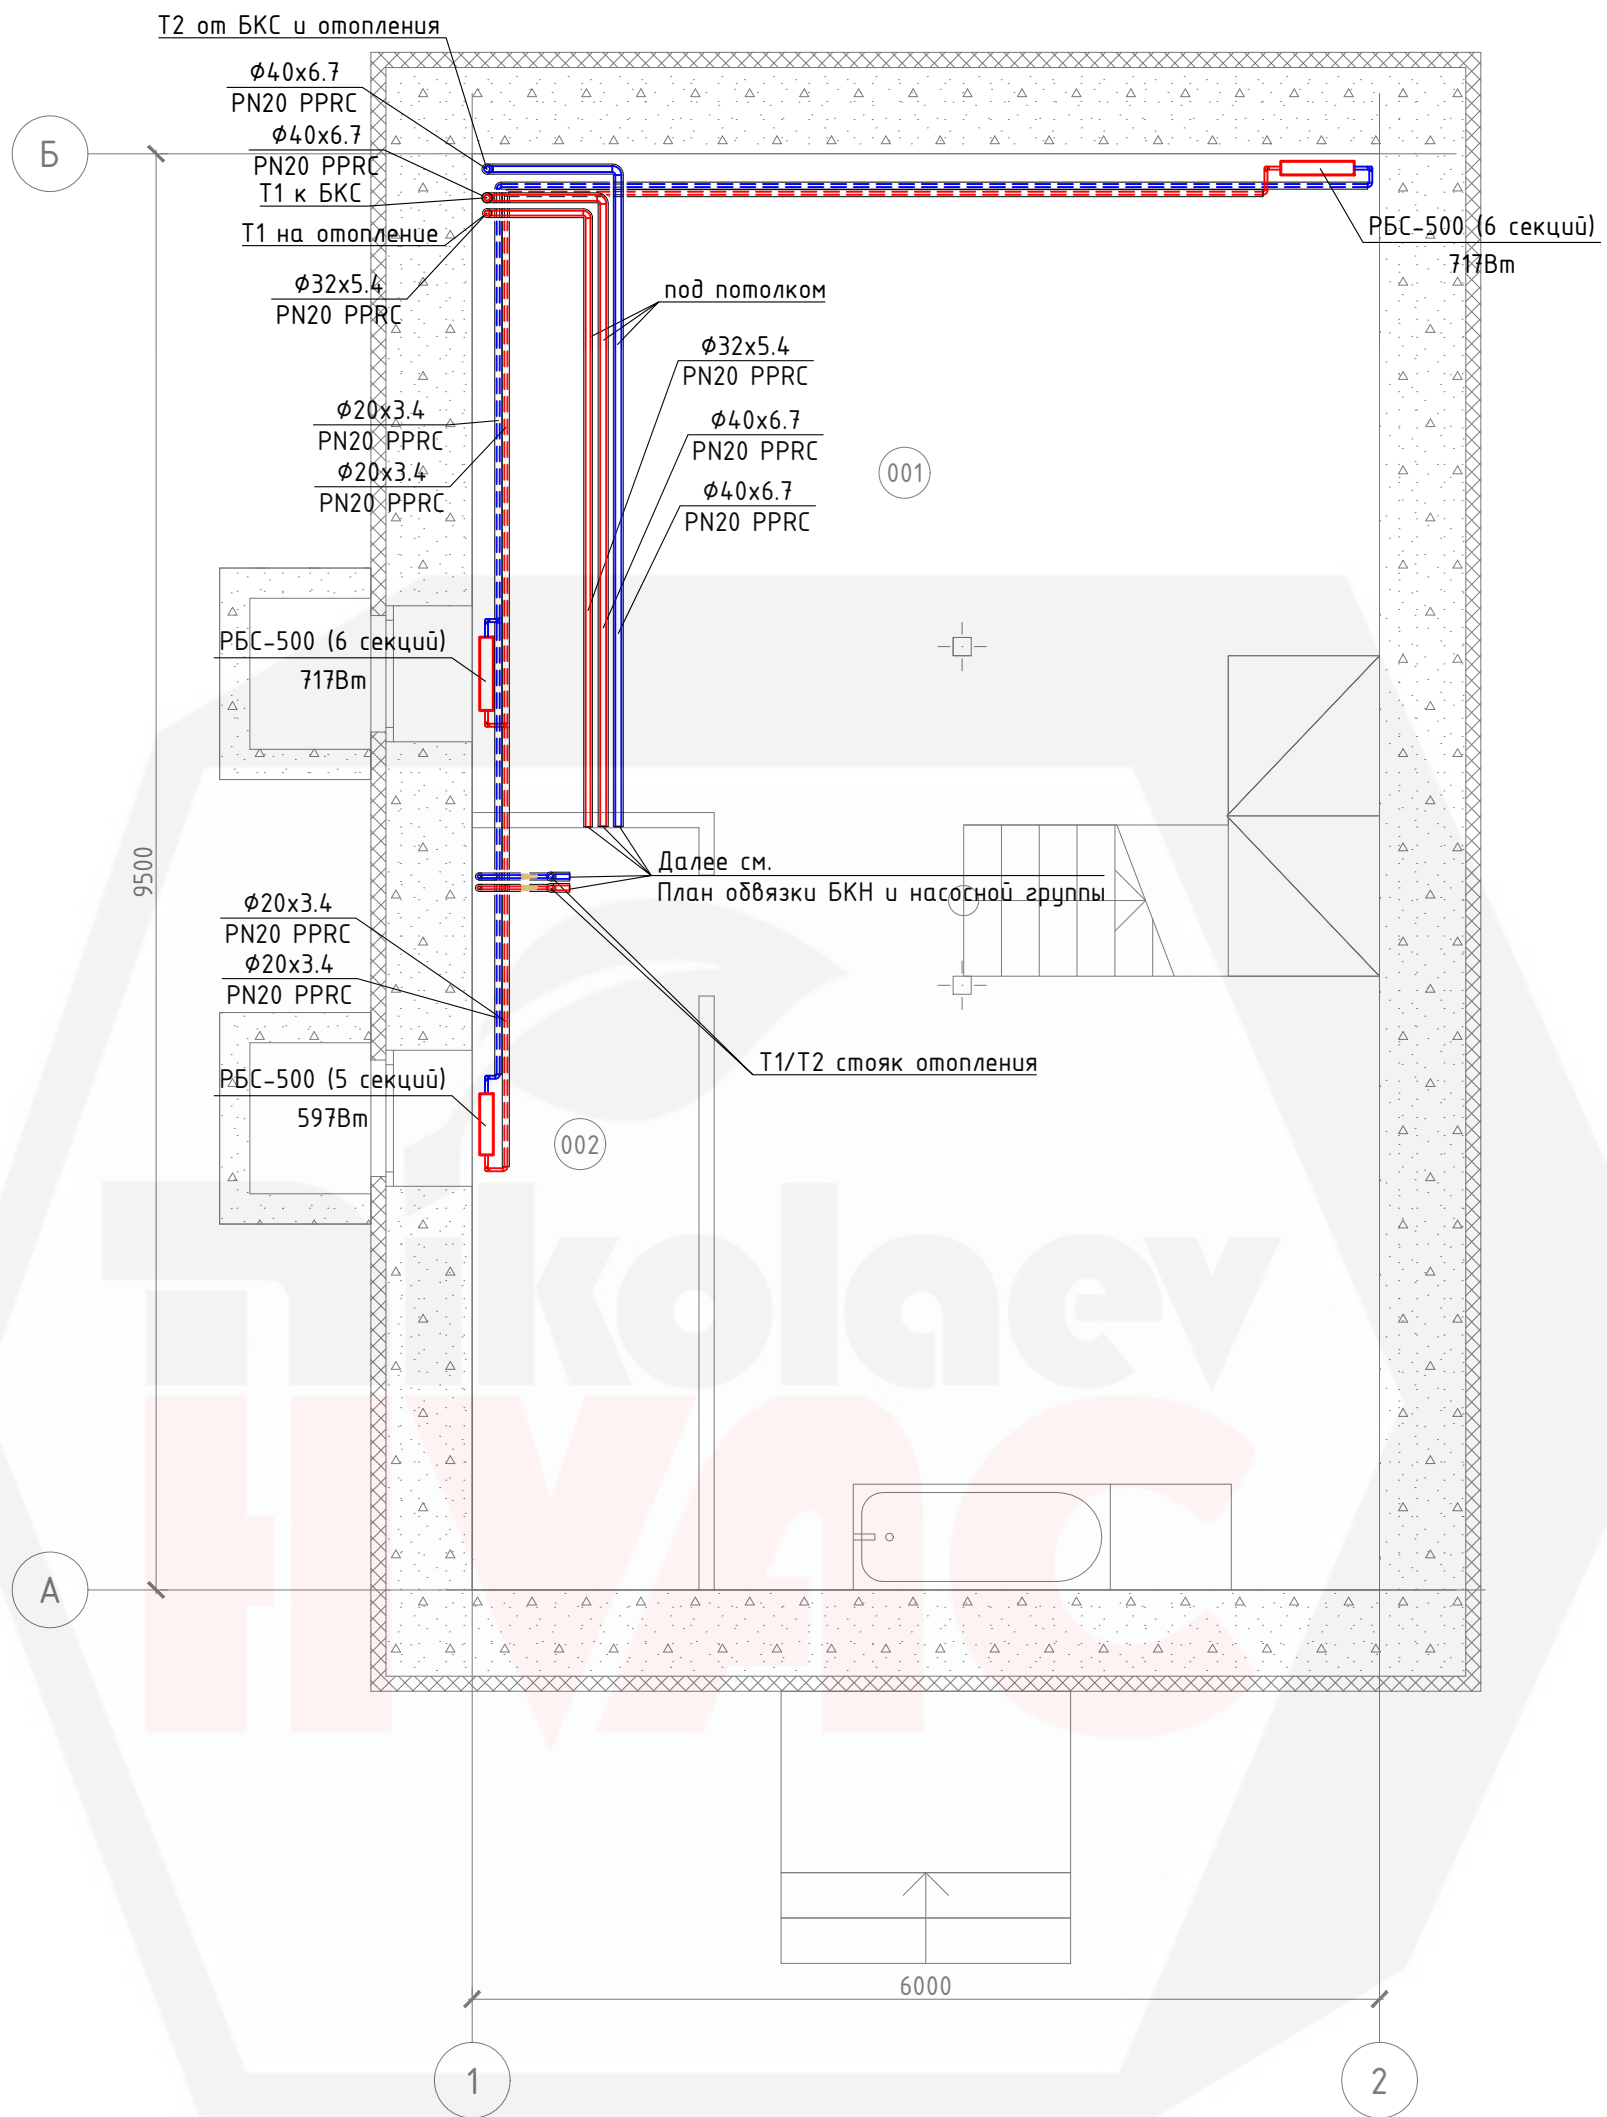 Т2 от БКС и отопления
Ф40х6.7
PN20 PPRC
Ф40х6.7
PN20 PPRC
Т1 к БКС
Т1 на отопление
Ф32х5.4
PN20 PPRC
Б
РБС-500 (6 секций)
717Вт
под потолком
Ф32х5.4
PN20 PPRC
Ф20х3.4
PN20 PPRC
Ф20х3.4
PN20 PPRC
Ф40х6.7
PN20 PPRC
Ф40х6.7
PN20 PPRC
001
РБС-500 (6 секций)
717Вт
9500
Далее см.
План обвязки БКН и насосной группы
Ф20х3.4
PN20 PPRC
Ф20х3.4
PN20 PPRC
Т1/Т2 стояк отопления
РБС-500 (5 секций)
597Вт
002
Nikolaev
HVAC
А
6000
1
2